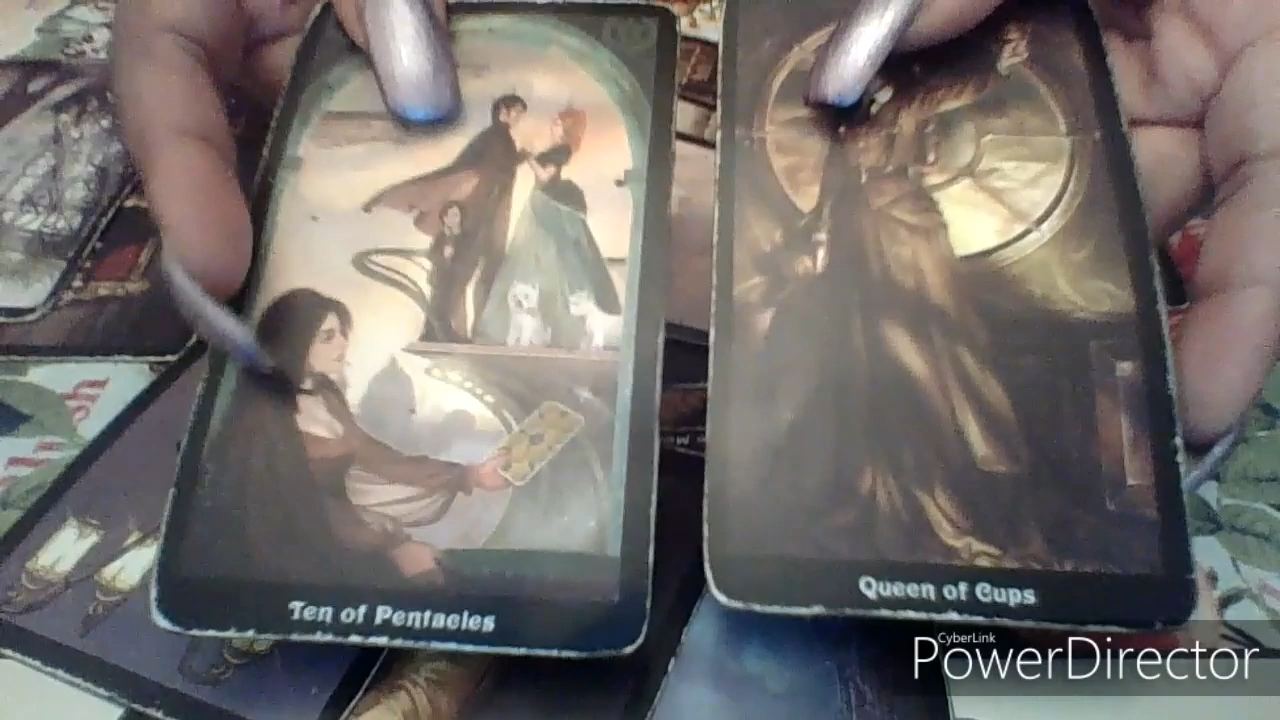 Ten of Pentacles
Queen of Cups
CyberLink
PowerDirector